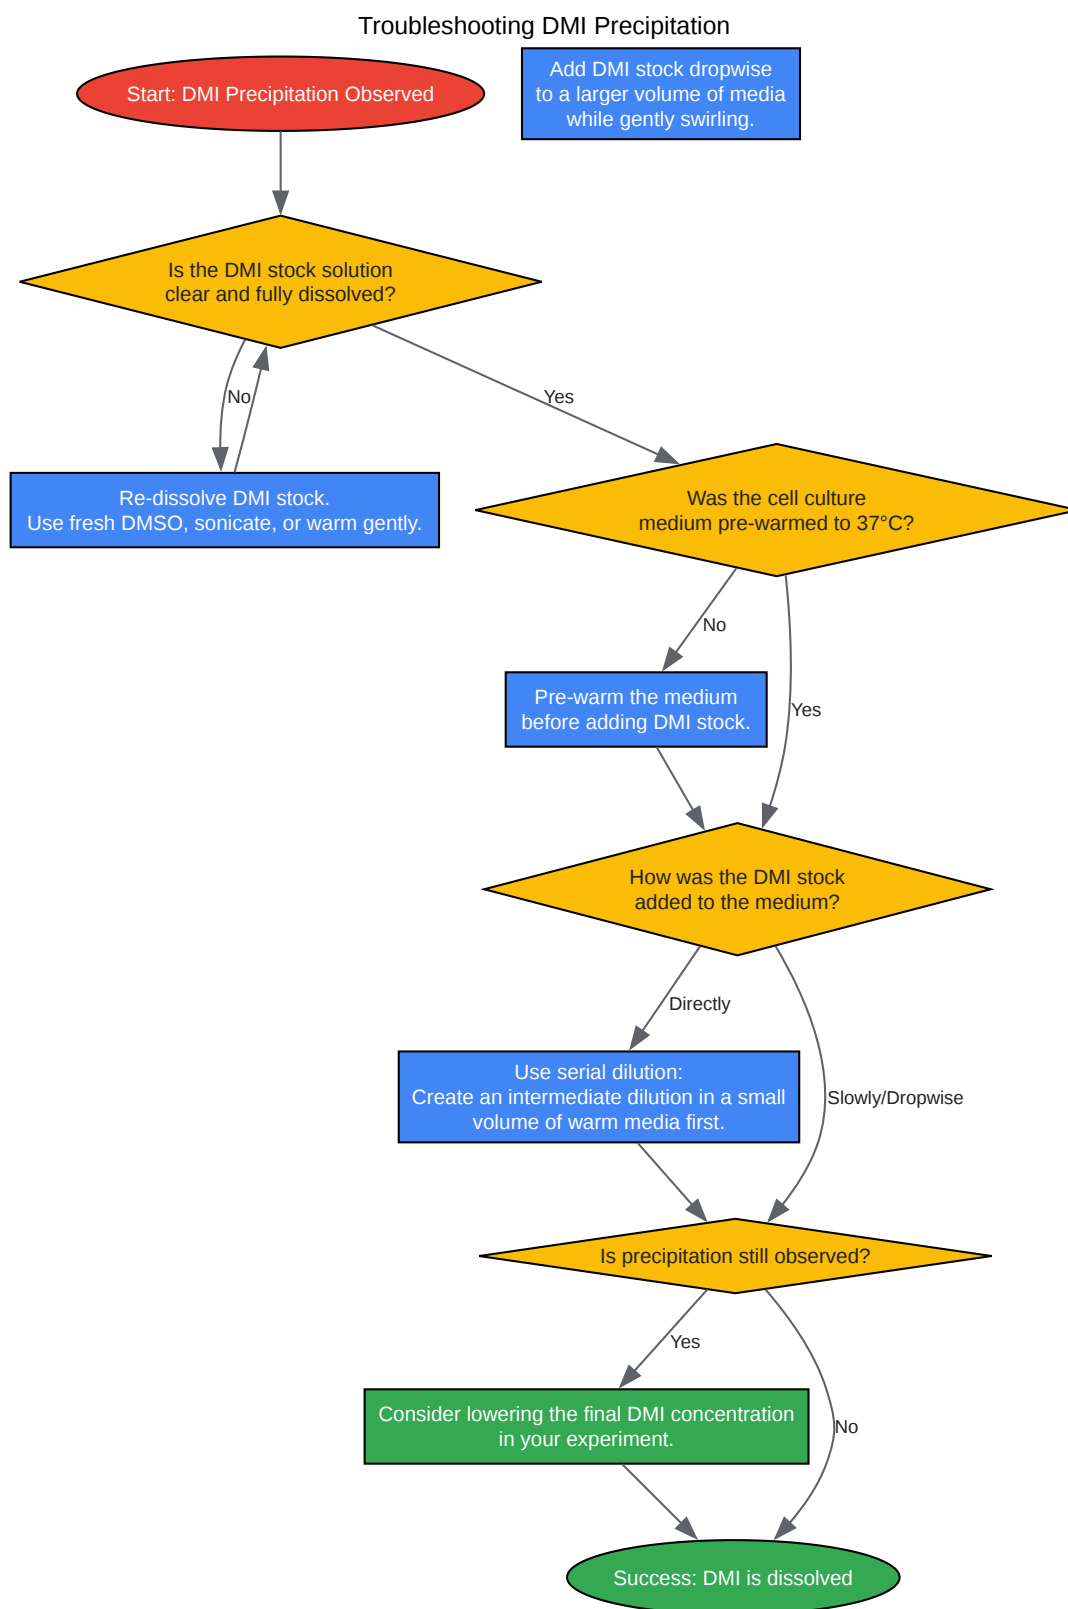 Troubleshooting DMI Precipitation
Start: DMI Precipitation Observed
Add DMI stock dropwise
to a larger volume of media
while gently swirling.
Is the DMI stock solution
clear and fully dissolved?
No
Yes
Re-dissolve DMI stock.
Use fresh DMSO, sonicate, or warm gently.
Was the cell culture
medium pre-warmed to 37°C?
No
Pre-warm the medium
before adding DMI stock.
Yes
How was the DMI stock
added to the medium?
Directly
Use serial dilution:
Create an intermediate dilution in a small
volume of warm media first.
Slowly/Dropwise
Is precipitation still observed?
Yes
Consider lowering the final DMI concentration
in your experiment.
No
Success: DMI is dissolved